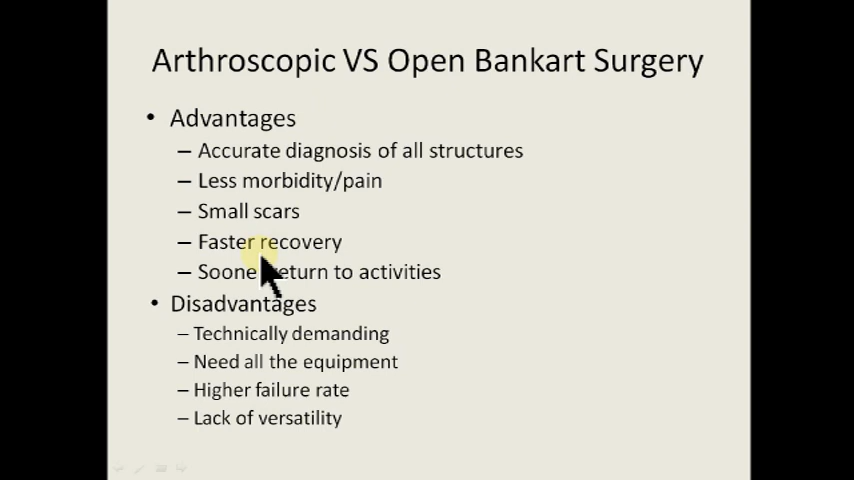 Arthroscopic VS Open Bankart Surgery
• Advantages
– Accurate diagnosis of all structures
– Less morbidity/pain
– Small scars
– Faster recovery
– to activities
• Disadvantages
– Technically demanding
– Need all the equipment
– Higher failure rate
– Lack of versatility